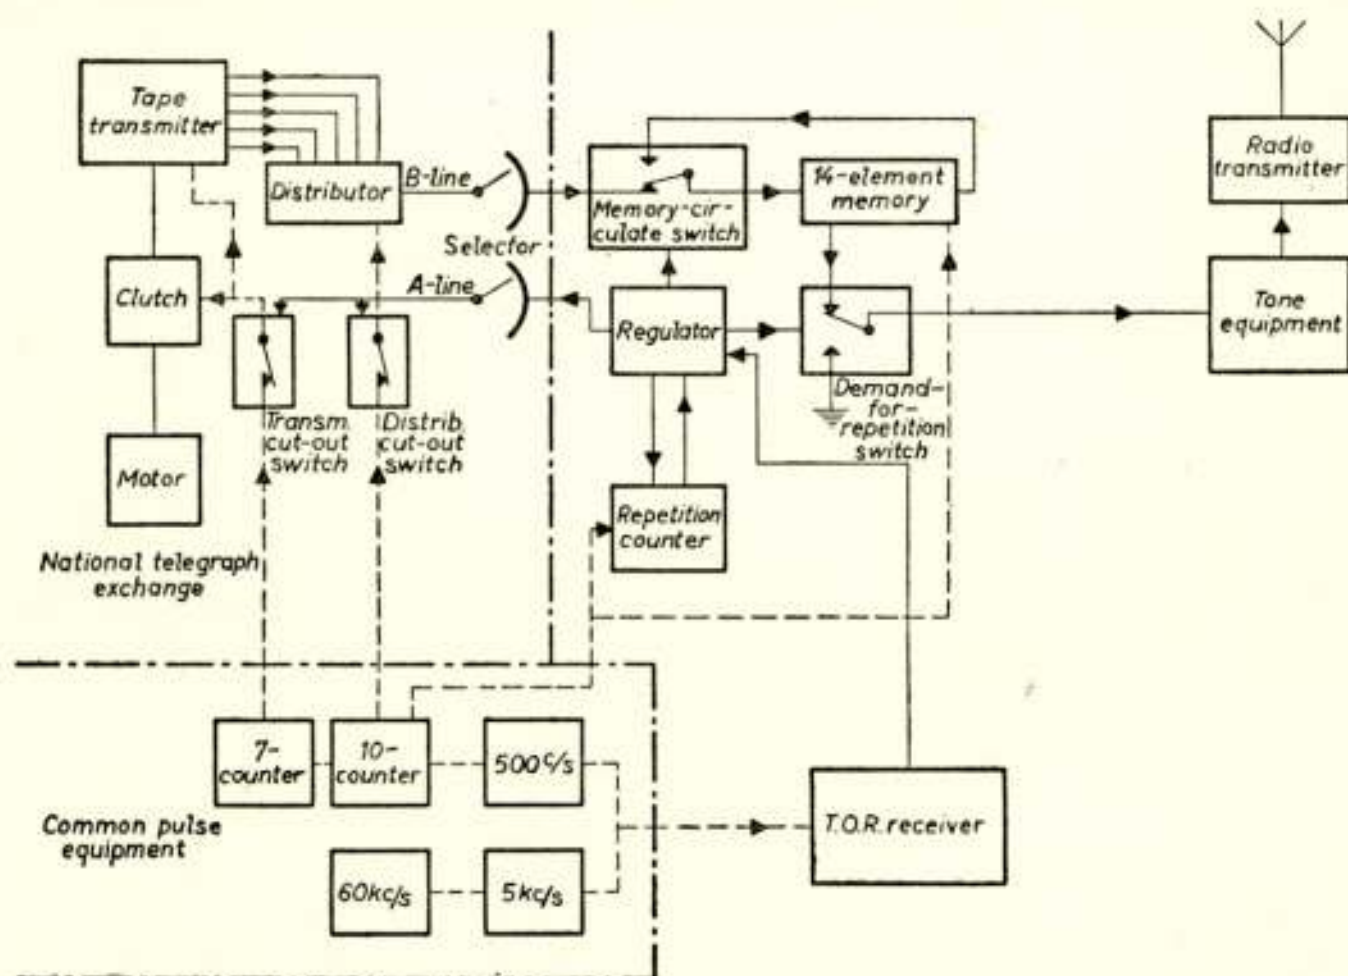 Tape
transmitter
Distributor
B-line
Selector
A-line
Clutch
Motor
Transm.
cut-out
switch
Distrib.
cut-out
switch
National telegraph
exchange
Memory-cir-
culate switch
14-element
memory
Regulator
Demand-
for-
repetition
switch
Repetition
counter
Radio
transmitter
Tone
equipment
7-
counter
10-
counter
500c/s
60kc/s
5kc/s
Common pulse
equipment
T.O.R. receiver